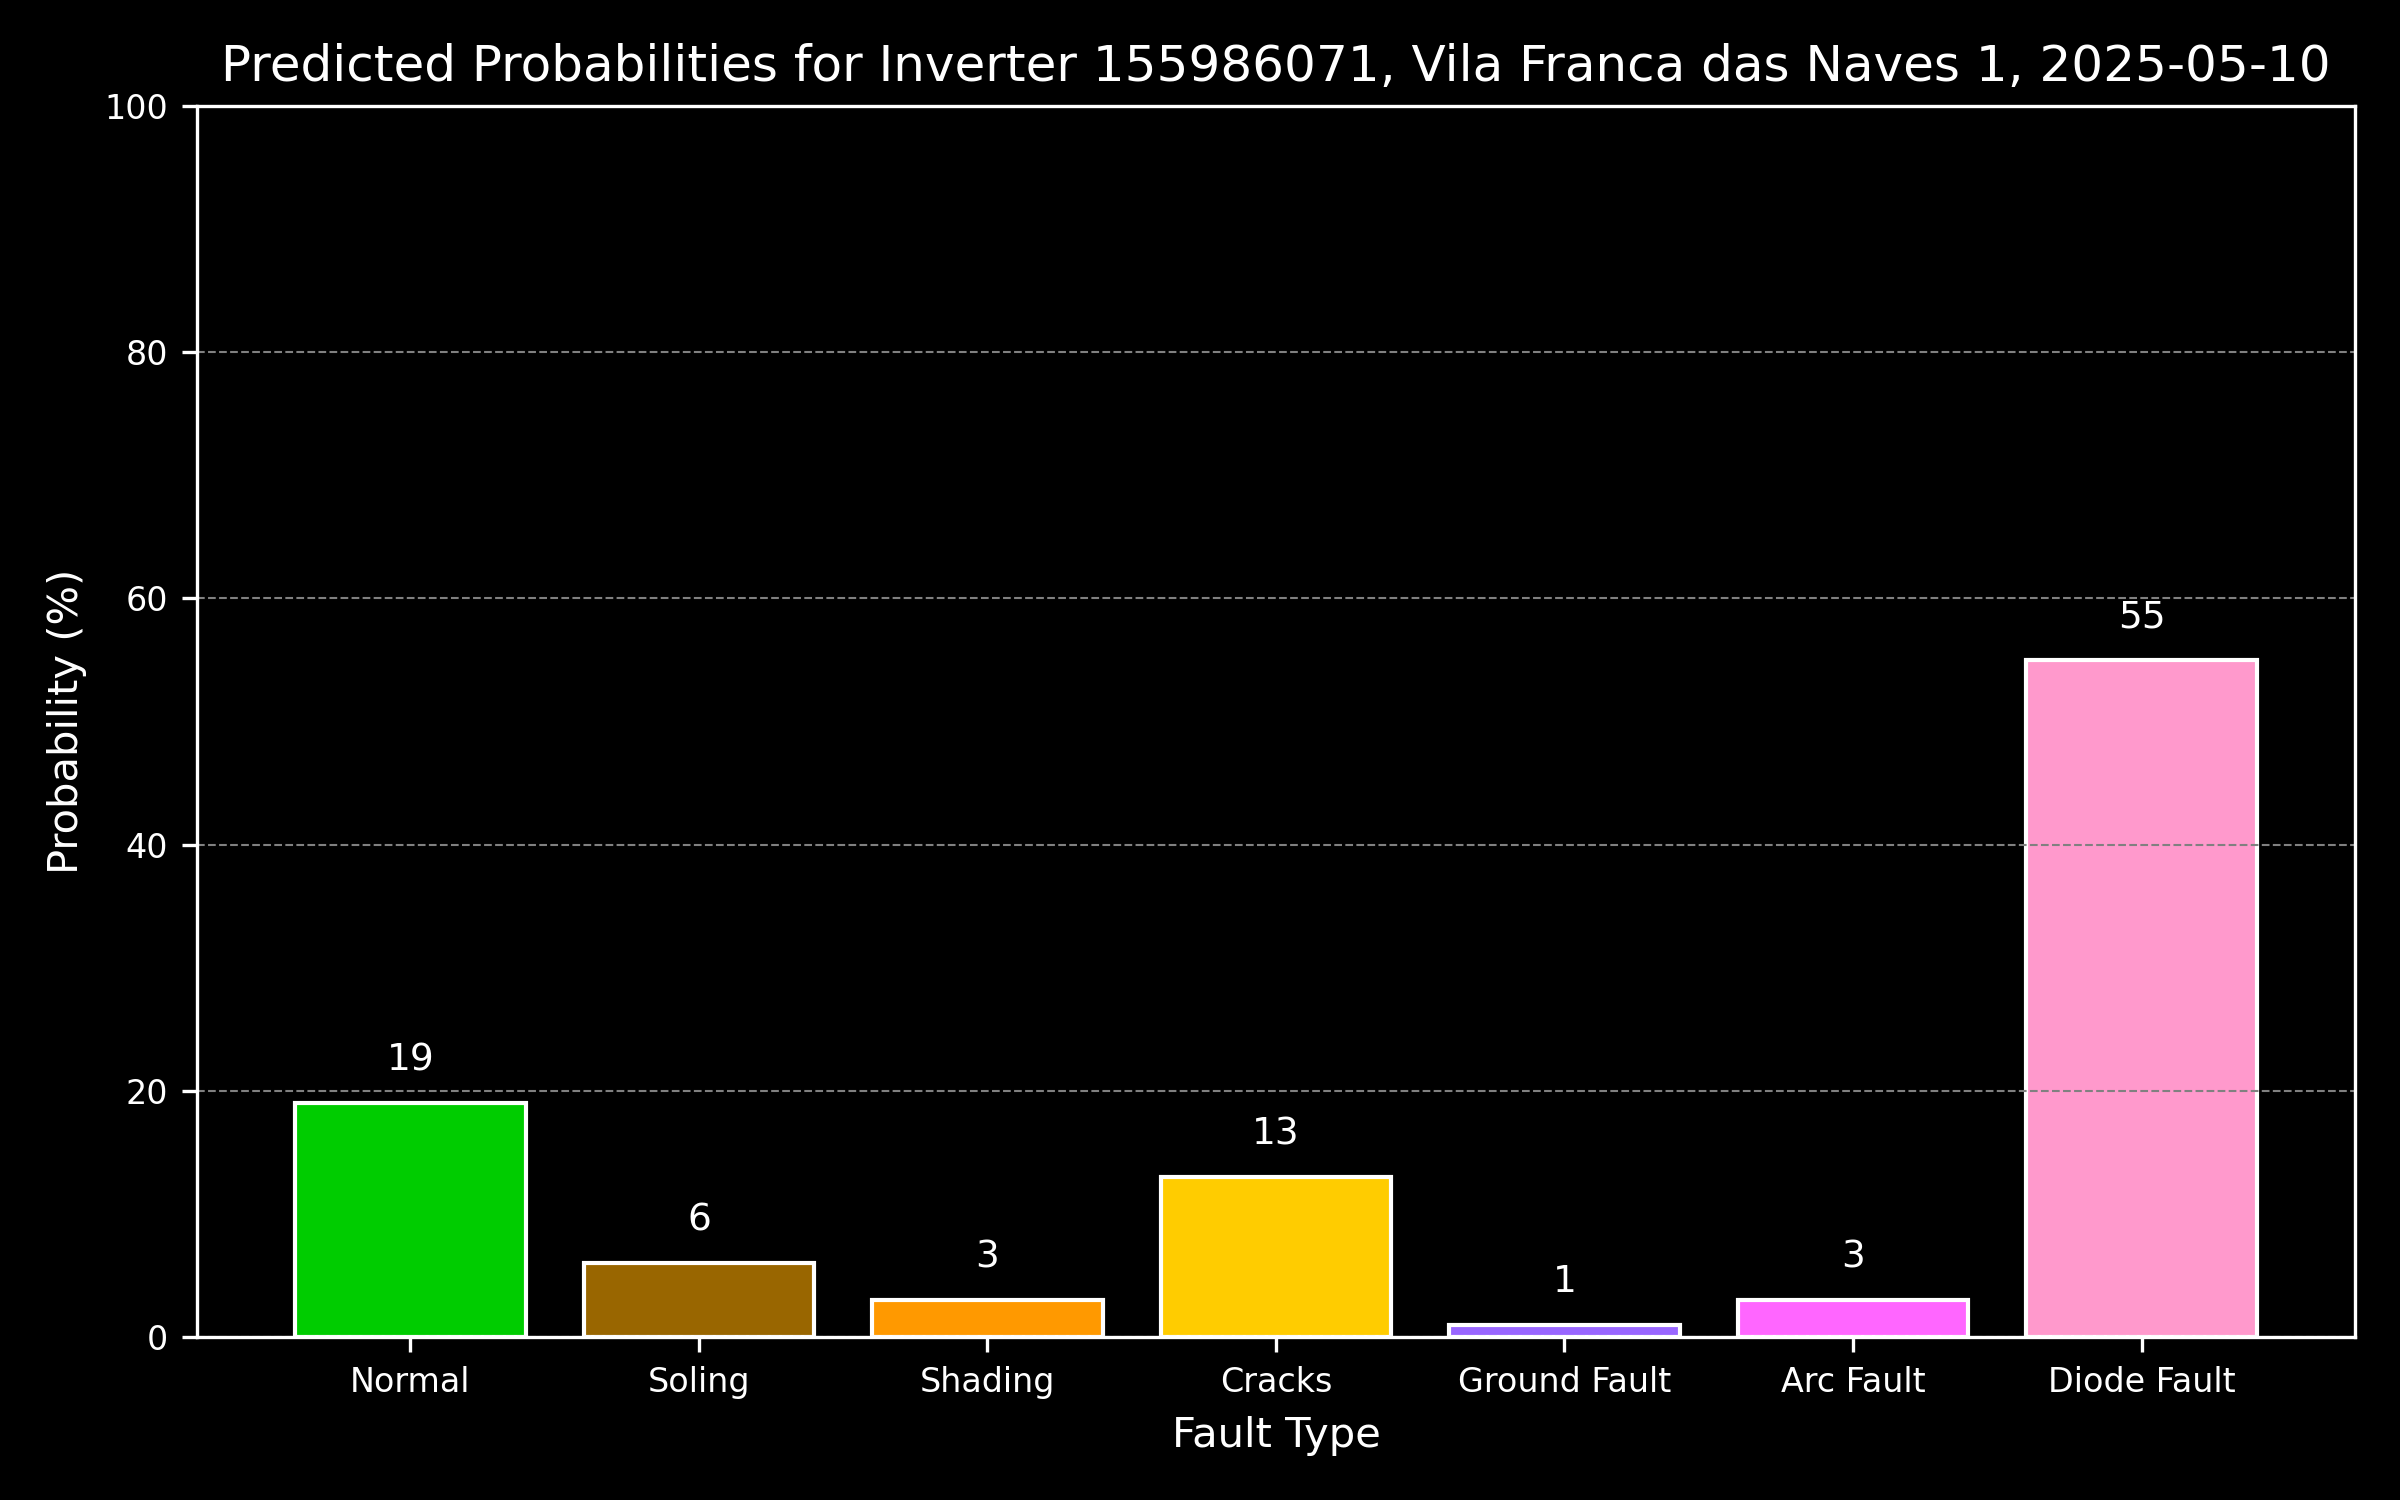 Predicted Probabilities for Inverter 155986071, Vila Franca das Naves 1, 2025-05-10
100
80
60
40
20
0
Probability (%)
19
6
3
13
1
3
55
Normal
Soling
Shading
Cracks
Ground Fault
Arc Fault
Diode Fault
Fault Type